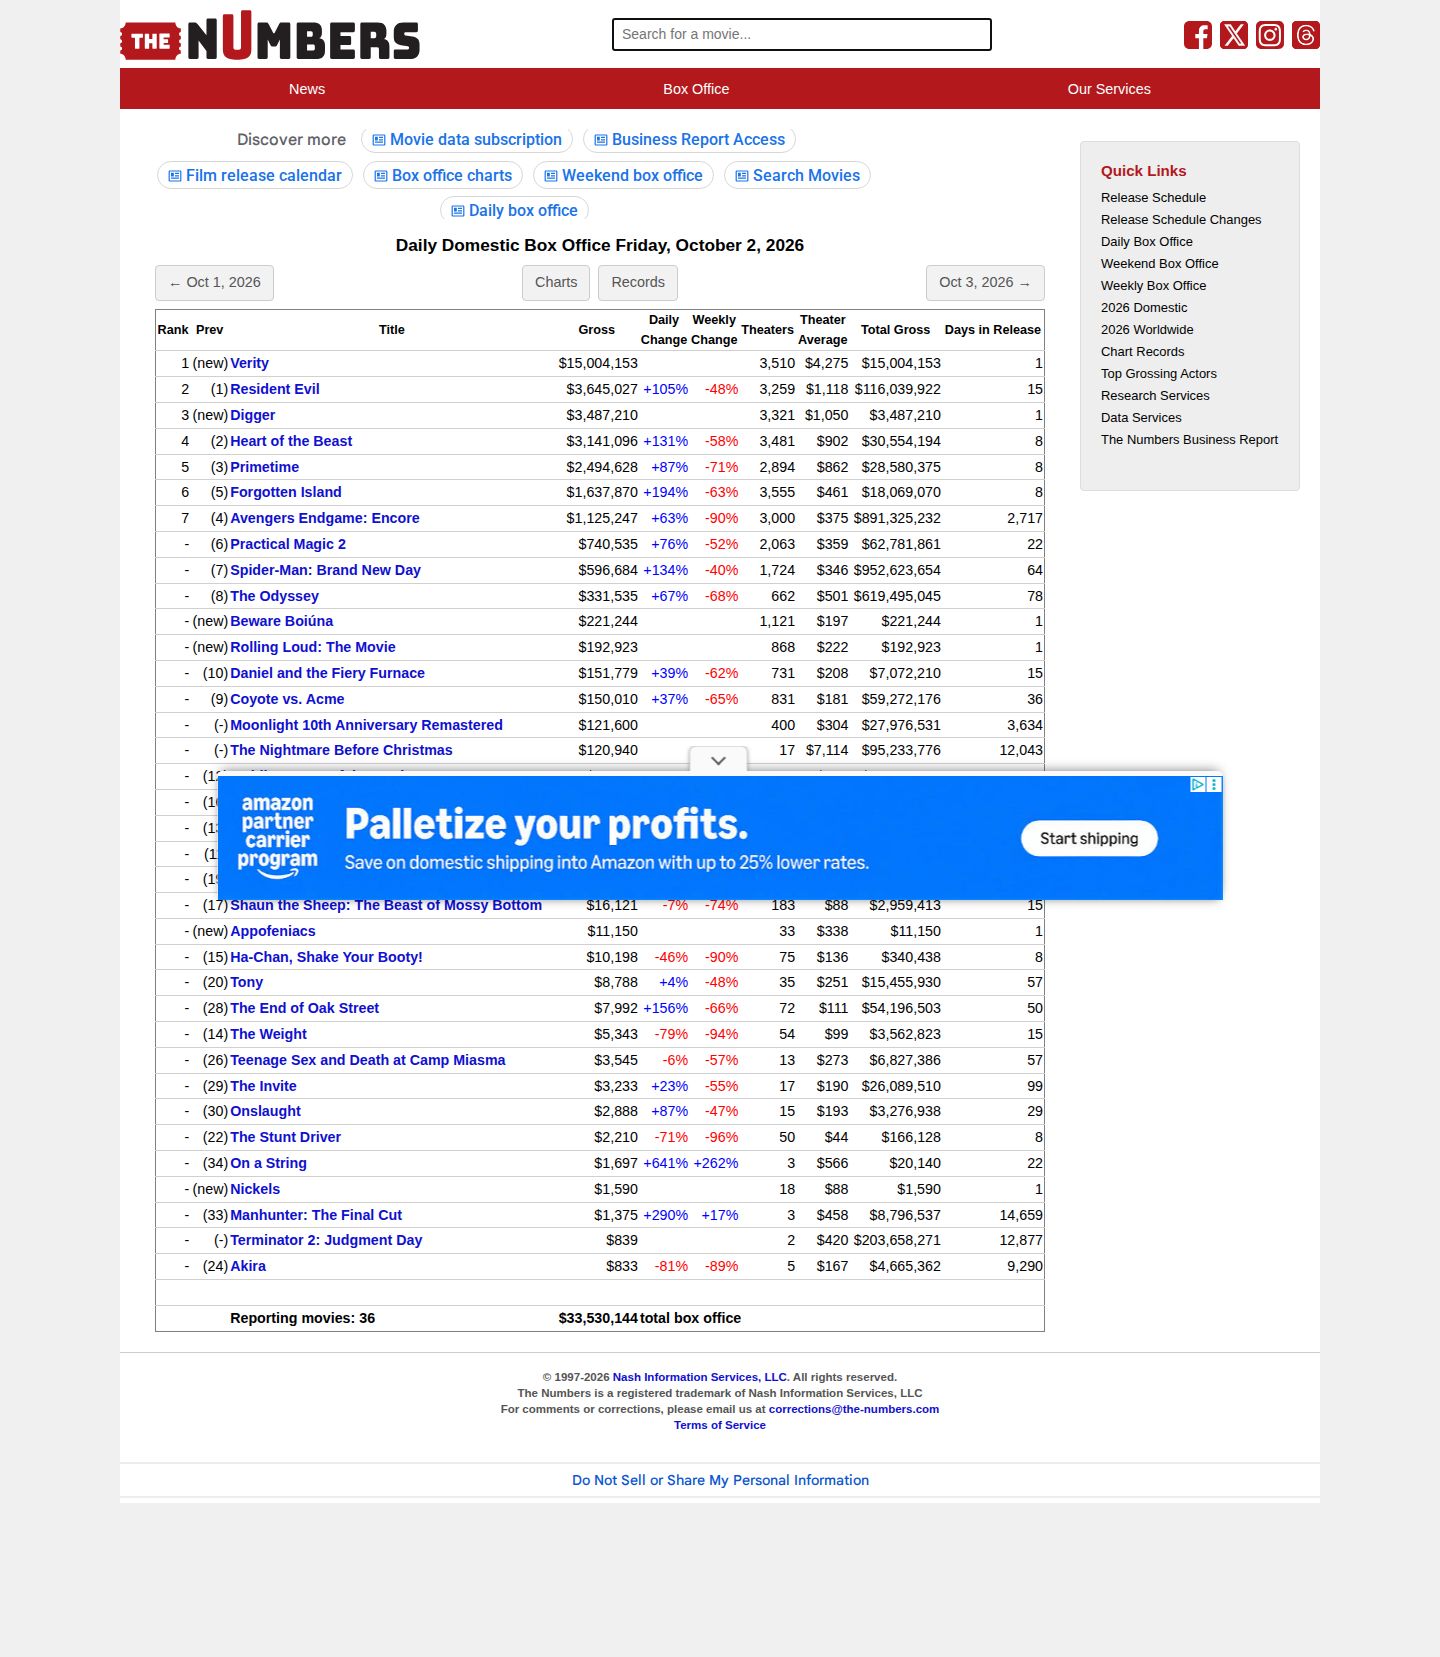 THE NUMBERS
Search for a movie...
News Box Office Our Services
Discover more Movie data subscription Business Report Access
Film release calendar Box office charts Weekend box office Search Movies
Daily box office
Quick Links
Release Schedule
Release Schedule Changes
Daily Box Office
Weekend Box Office
Weekly Box Office
2026 Domestic
2026 Worldwide
Chart Records
Top Grossing Actors
Research Services
Data Services
The Numbers Business Report
Daily Domestic Box Office Friday, October 2, 2026
← Oct 1, 2026 Charts Records Oct 3, 2026 →
Rank Prev Title Gross Daily Change Weekly Change Theaters Theater Average Total Gross Days in Release
1 (new) Verity $15,004,153 3,510 $4,275 $15,004,153 1
2 (1) Resident Evil $3,645,027 +105% -48% 3,259 $1,118 $116,039,922 15
3 (new) Digger $3,487,210 3,321 $1,050 $3,487,210 1
4 (2) Heart of the Beast $3,141,096 +131% -58% 3,481 $902 $30,554,194 8
5 (3) Primetime $2,494,628 +87% -71% 2,894 $862 $28,580,375 8
6 (5) Forgotten Island $1,637,870 +194% -63% 3,555 $461 $18,069,070 8
7 (4) Avengers Endgame: Encore $1,125,247 +63% -90% 3,000 $375 $891,325,232 2,717
- (6) Practical Magic 2 $740,535 +76% -52% 2,063 $359 $62,781,861 22
- (7) Spider-Man: Brand New Day $596,684 +134% -40% 1,724 $346 $952,623,654 64
- (8) The Odyssey $331,535 +67% -68% 662 $501 $619,495,045 78
- (new) Beware Boiúna $221,244 1,121 $197 $221,244 1
- (new) Rolling Loud: The Movie $192,923 868 $222 $192,923 1
- (10) Daniel and the Fiery Furnace $151,779 +39% -62% 731 $208 $7,072,210 15
- (9) Coyote vs. Acme $150,010 +37% -65% 831 $181 $59,272,176 36
- (-) Moonlight 10th Anniversary Remastered $121,600 400 $304 $27,976,531 3,634
- (-) The Nightmare Before Christmas $120,940 17 $7,114 $95,233,776 12,043
-
-
-
-
-
amazon
partner
carrier
program
Palletize your profits.
Save on domestic shipping into Amazon with up to 25% lower rates.
Start shipping
- (17) Shaun the Sheep: The Beast of Mossy Bottom $16,121 -7% -74% 183 $88 $2,959,413 15
- (new) Appofeniacs $11,150 33 $338 $11,150 1
- (15) Ha-Chan, Shake Your Booty! $10,198 -46% -90% 75 $136 $340,438 8
- (20) Tony $8,788 +4% -48% 35 $251 $15,455,930 57
- (28) The End of Oak Street $7,992 +156% -66% 72 $111 $54,196,503 50
- (14) The Weight $5,343 -79% -94% 54 $99 $3,562,823 15
- (26) Teenage Sex and Death at Camp Miasma $3,545 -6% -57% 13 $273 $6,827,386 57
- (29) The Invite $3,233 +23% -55% 17 $190 $26,089,510 99
- (30) Onslaught $2,888 +87% -47% 15 $193 $3,276,938 29
- (22) The Stunt Driver $2,210 -71% -96% 50 $44 $166,128 8
- (34) On a String $1,697 +641% +262% 3 $566 $20,140 22
- (new) Nickels $1,590 18 $88 $1,590 1
- (33) Manhunter: The Final Cut $1,375 +290% +17% 3 $458 $8,796,537 14,659
- (-) Terminator 2: Judgment Day $839 2 $420 $203,658,271 12,877
- (24) Akira $833 -81% -89% 5 $167 $4,665,362 9,290
Reporting movies: 36 $33,530,144 total box office
© 1997-2026 Nash Information Services, LLC. All rights reserved.
The Numbers is a registered trademark of Nash Information Services, LLC
For comments or corrections, please email us at corrections@the-numbers.com
Terms of Service
Do Not Sell or Share My Personal Information